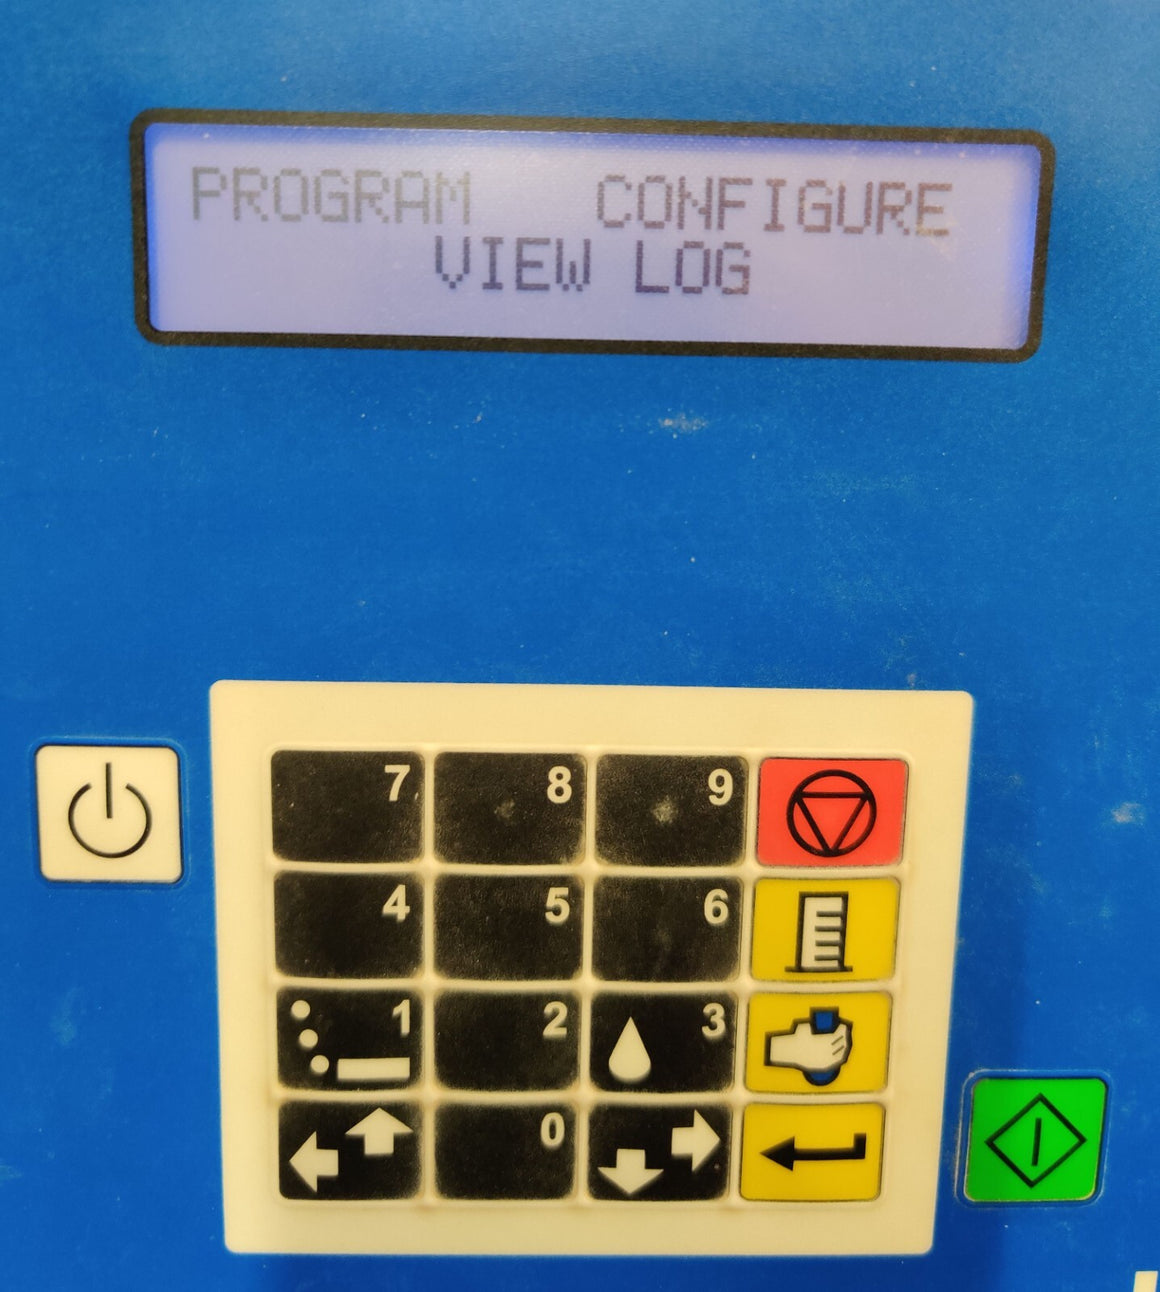 PROGRAM CONFIGURE
VIEW LOG
7 8 9
4 5 6
1 2 3
0